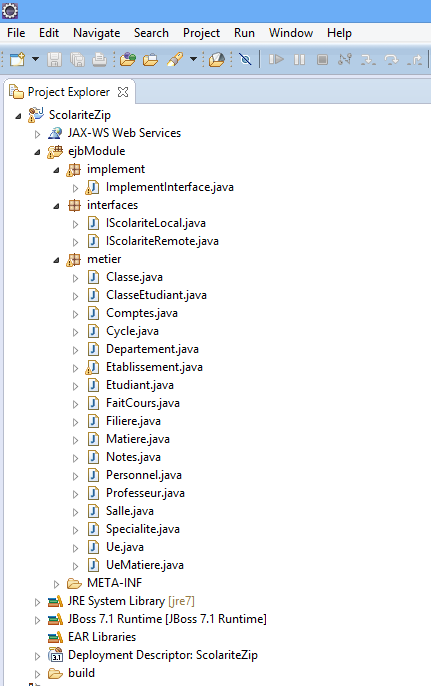 File Edit Navigate Search Project Run Window Help
Project Explorer
ScolariteZip
JAX-WS Web Services
ejbModule
implement
ImplementInterface.java
interfaces
IScolariteLocal.java
IScolariteRemote.java
metier
Classe.java
ClasseEtudiant.java
Comptes.java
Cycle.java
Departement.java
Etablissement.java
Etudiant.java
FaitCours.java
Filiere.java
Matiere.java
Notes.java
Personnel.java
Professeur.java
Salle.java
Specialite.java
Ue.java
UeMatiere.java
META-INF
JRE System Library [jre7]
JBoss 7.1 Runtime [JBoss 7.1 Runtime]
EAR Libraries
Deployment Descriptor: ScolariteZip
build